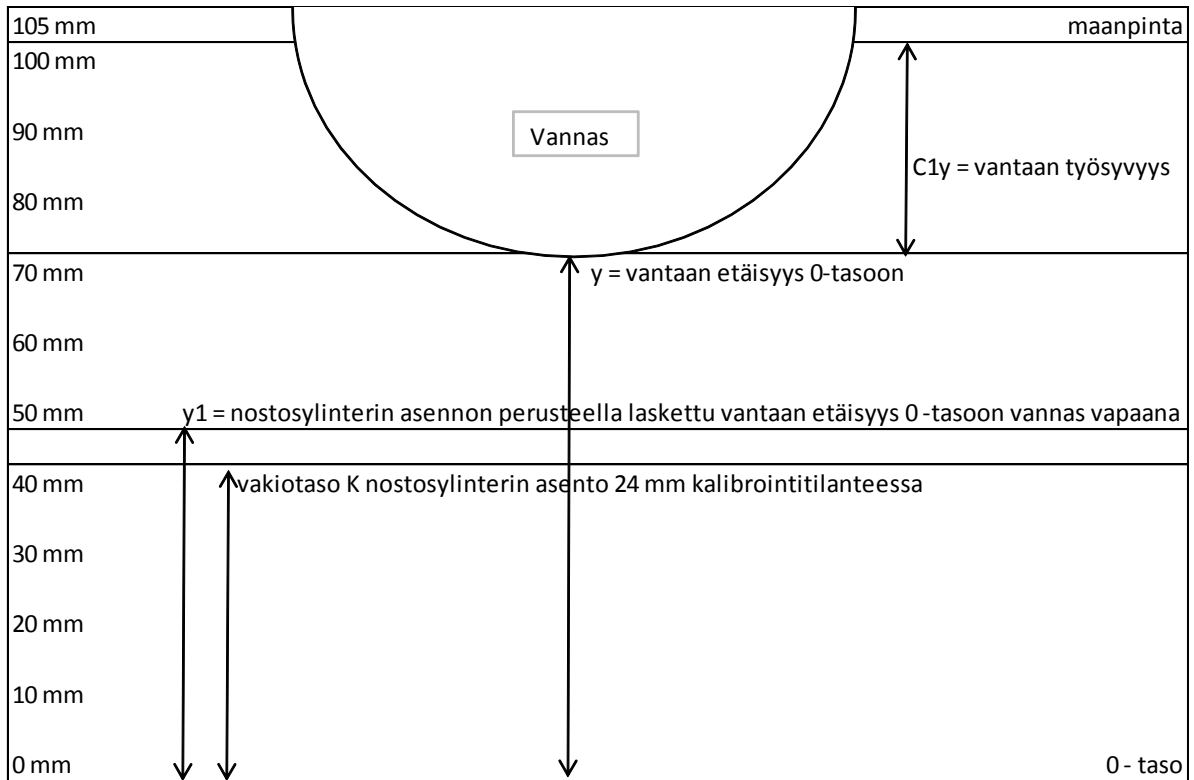 105 mm maanpinta
100 mm
90 mm
Vannas
C1y = vantaan työsyvyys
80 mm
70 mm
y = vantaan etäisyys 0-tasoon
60 mm
50 mm
y1 = nostosylinterin asennon perusteella laskettu vantaan etäisyys 0 -tasoon vannas vapaana
40 mm
vakiotaso K nostosylinterin asento 24 mm kalibrointitilanteessa
30 mm
20 mm
10 mm
0 mm 0 - taso